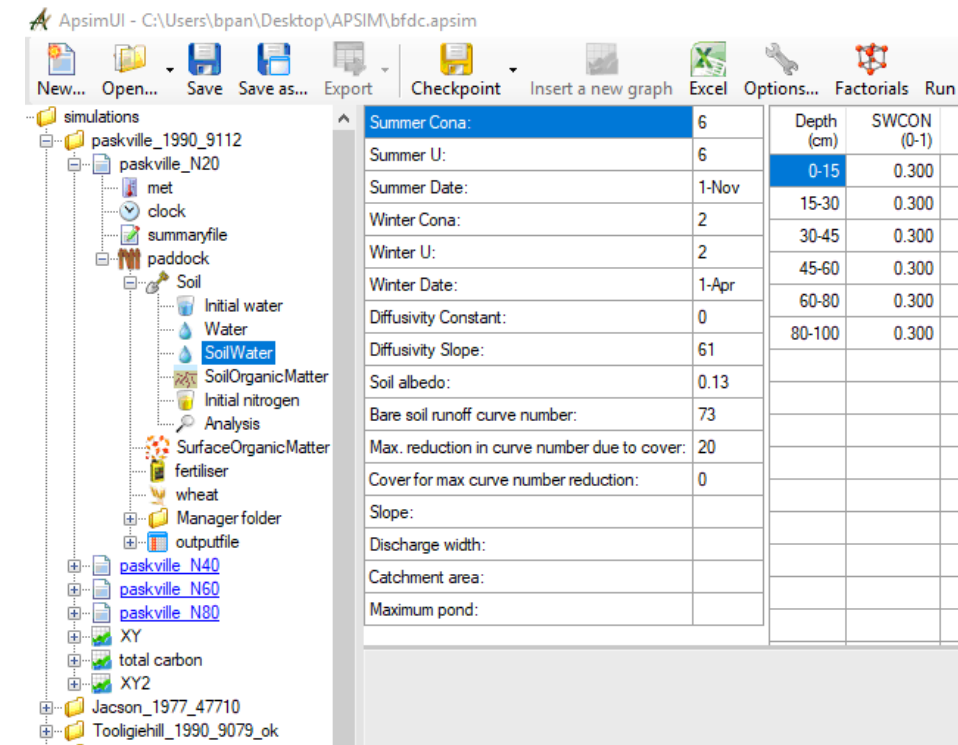 ApsimUI - C:\Users\bpan\Desktop\APSIM\bfdc.apsim
New... Open... Save Save as... Export Checkpoint Insert a new graph Excel Options... Factorials Run
simulations
paskville_1990_9112
paskville_N20
met
clock
summaryfile
paddock
Soil
Initial water
Water
SoilWater
SoilOrganicMatter
Initial nitrogen
Analysis
SurfaceOrganicMatter
fertiliser
wheat
Manager folder
outputfile
paskville_N40
paskville_N60
paskville_N80
XY
total carbon
XY2
Jacson_1977_47710
Tooligiehill_1990_9079_ok
Summer Cona: 6
Summer U: 6
Summer Date: 1-Nov
Winter Cona: 2
Winter U: 2
Winter Date: 1-Apr
Diffusivity Constant: 0
Diffusivity Slope: 61
Soil albedo: 0.13
Bare soil runoff curve number: 73
Max. reduction in curve number due to cover: 20
Cover for max curve number reduction: 0
Slope:
Discharge width:
Catchment area:
Maximum pond:
Depth SWCON
(cm) (0-1)
0-15 0.300
15-30 0.300
30-45 0.300
45-60 0.300
60-80 0.300
80-100 0.300